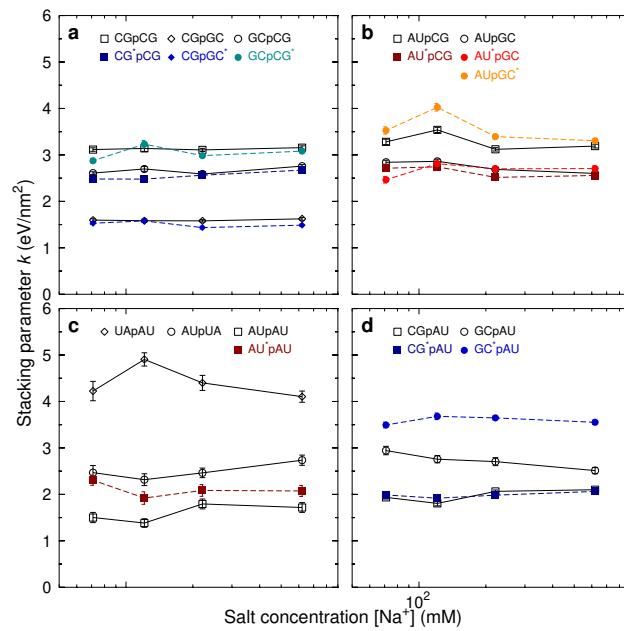 a CGpCG CGpGC GCpCG
CG*pCG CGpGC* GCpCG*
b AUpCG AUpGC
AU*pCG AU*pGC
AUpGC*
6
5
4
3
2
1
0
c UApAU AUpUA AUpAU
AU*pAU
d CGpAU GCpAU
CG*pAU GC*pAU
6
5
4
3
2
1
0
10²
Stacking parameter k (eV/nm²)
Salt concentration [Na⁺] (mM)